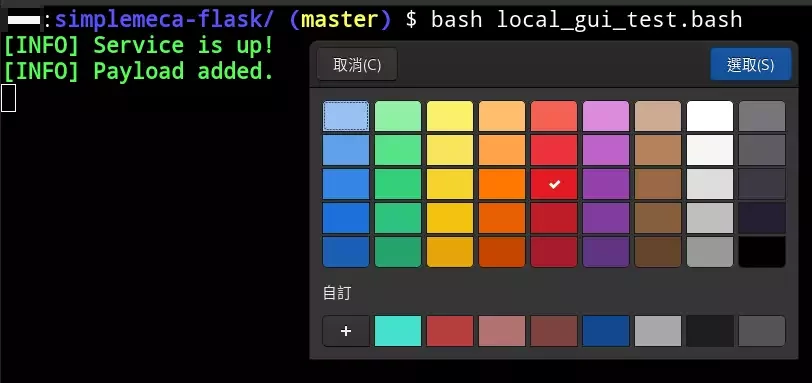 :simplemeca-flask/ (master) $ bash local_gui_test.bash
[INFO] Service is up!
[INFO] Payload added.
取消(C)
選取(S)
自訂
+